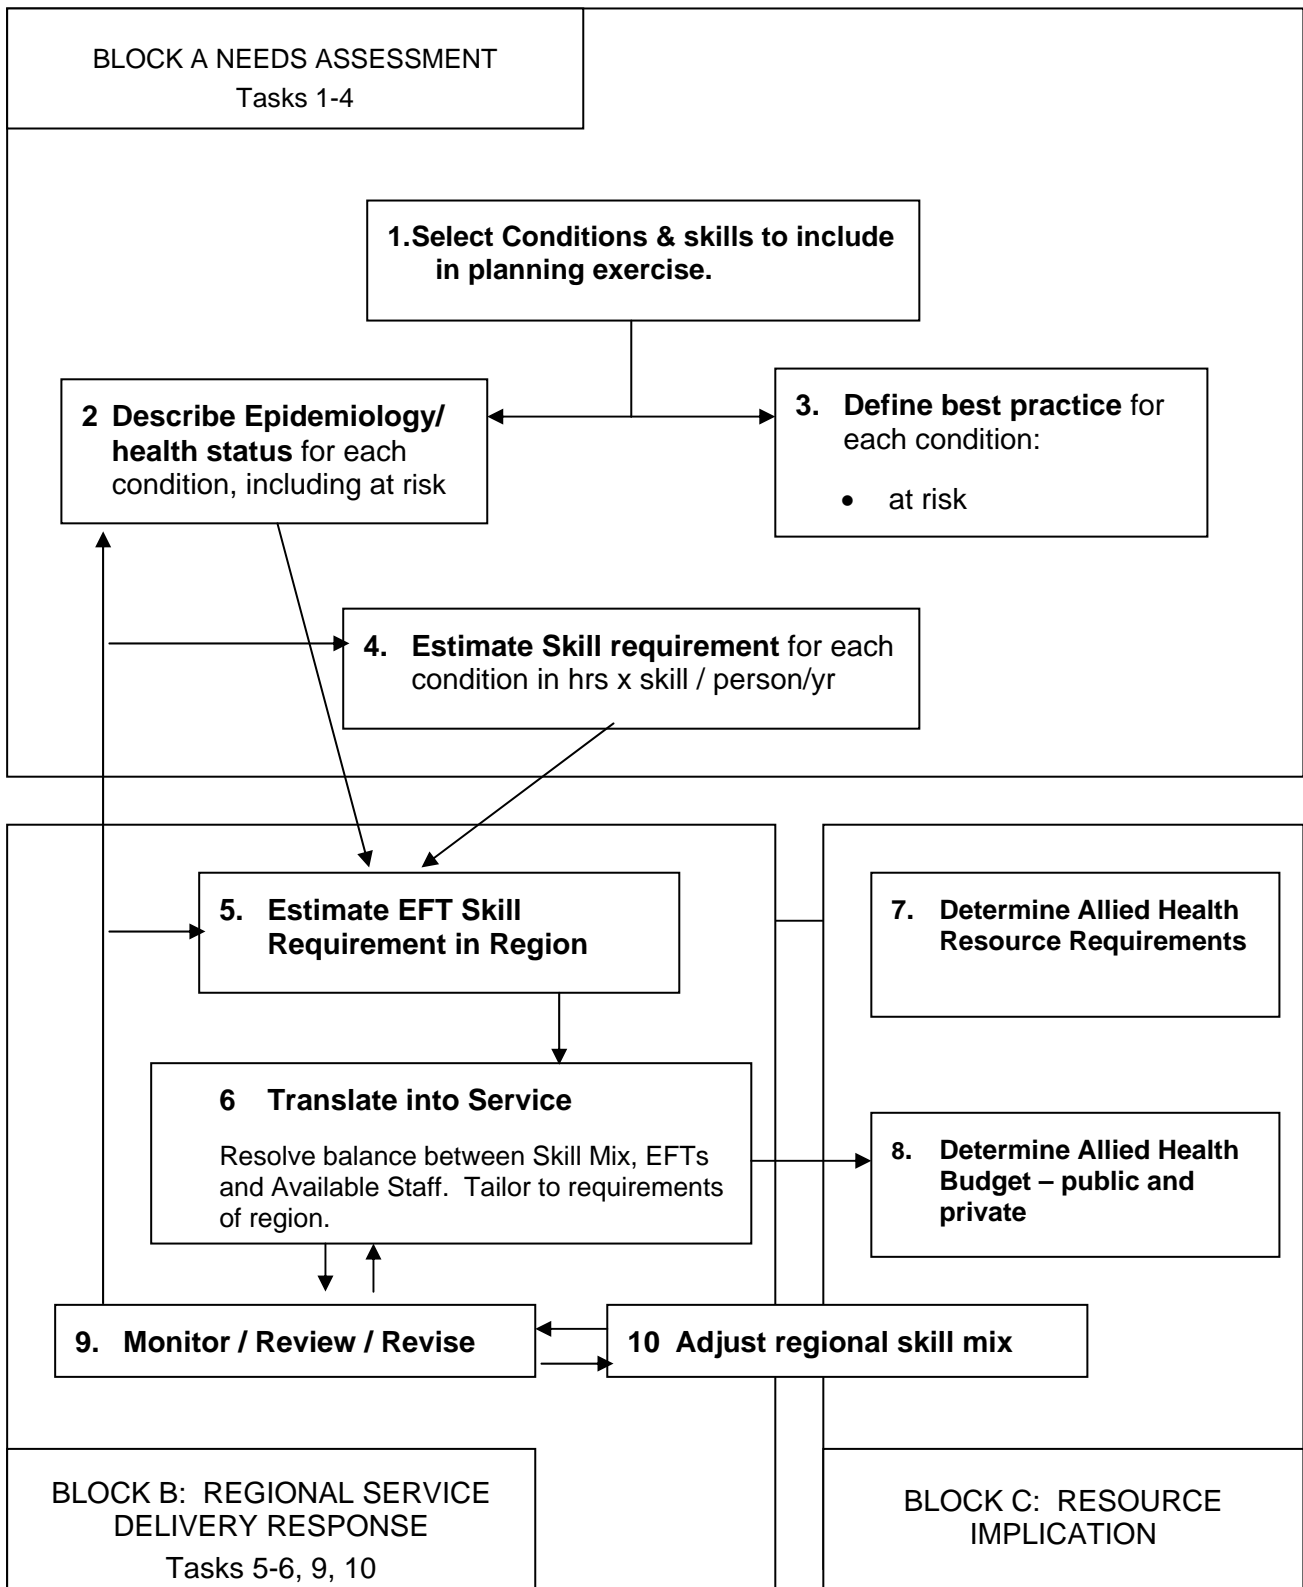 BLOCK A NEEDS ASSESSMENT
Tasks 1-4
1.Select Conditions & skills to include
in planning exercise.
2 Describe Epidemiology/
health status for each
condition, including at risk
3. Define best practice for
each condition:
• at risk
4. Estimate Skill requirement for each
condition in hrs x skill / person/yr
5. Estimate EFT Skill
Requirement in Region
7. Determine Allied Health
Resource Requirements
6 Translate into Service
Resolve balance between Skill Mix, EFTs
and Available Staff. Tailor to requirements
of region.
8. Determine Allied Health
Budget – public and
private
9. Monitor / Review / Revise
10 Adjust regional skill mix
BLOCK B: REGIONAL SERVICE
DELIVERY RESPONSE
Tasks 5-6, 9, 10
BLOCK C: RESOURCE
IMPLICATION